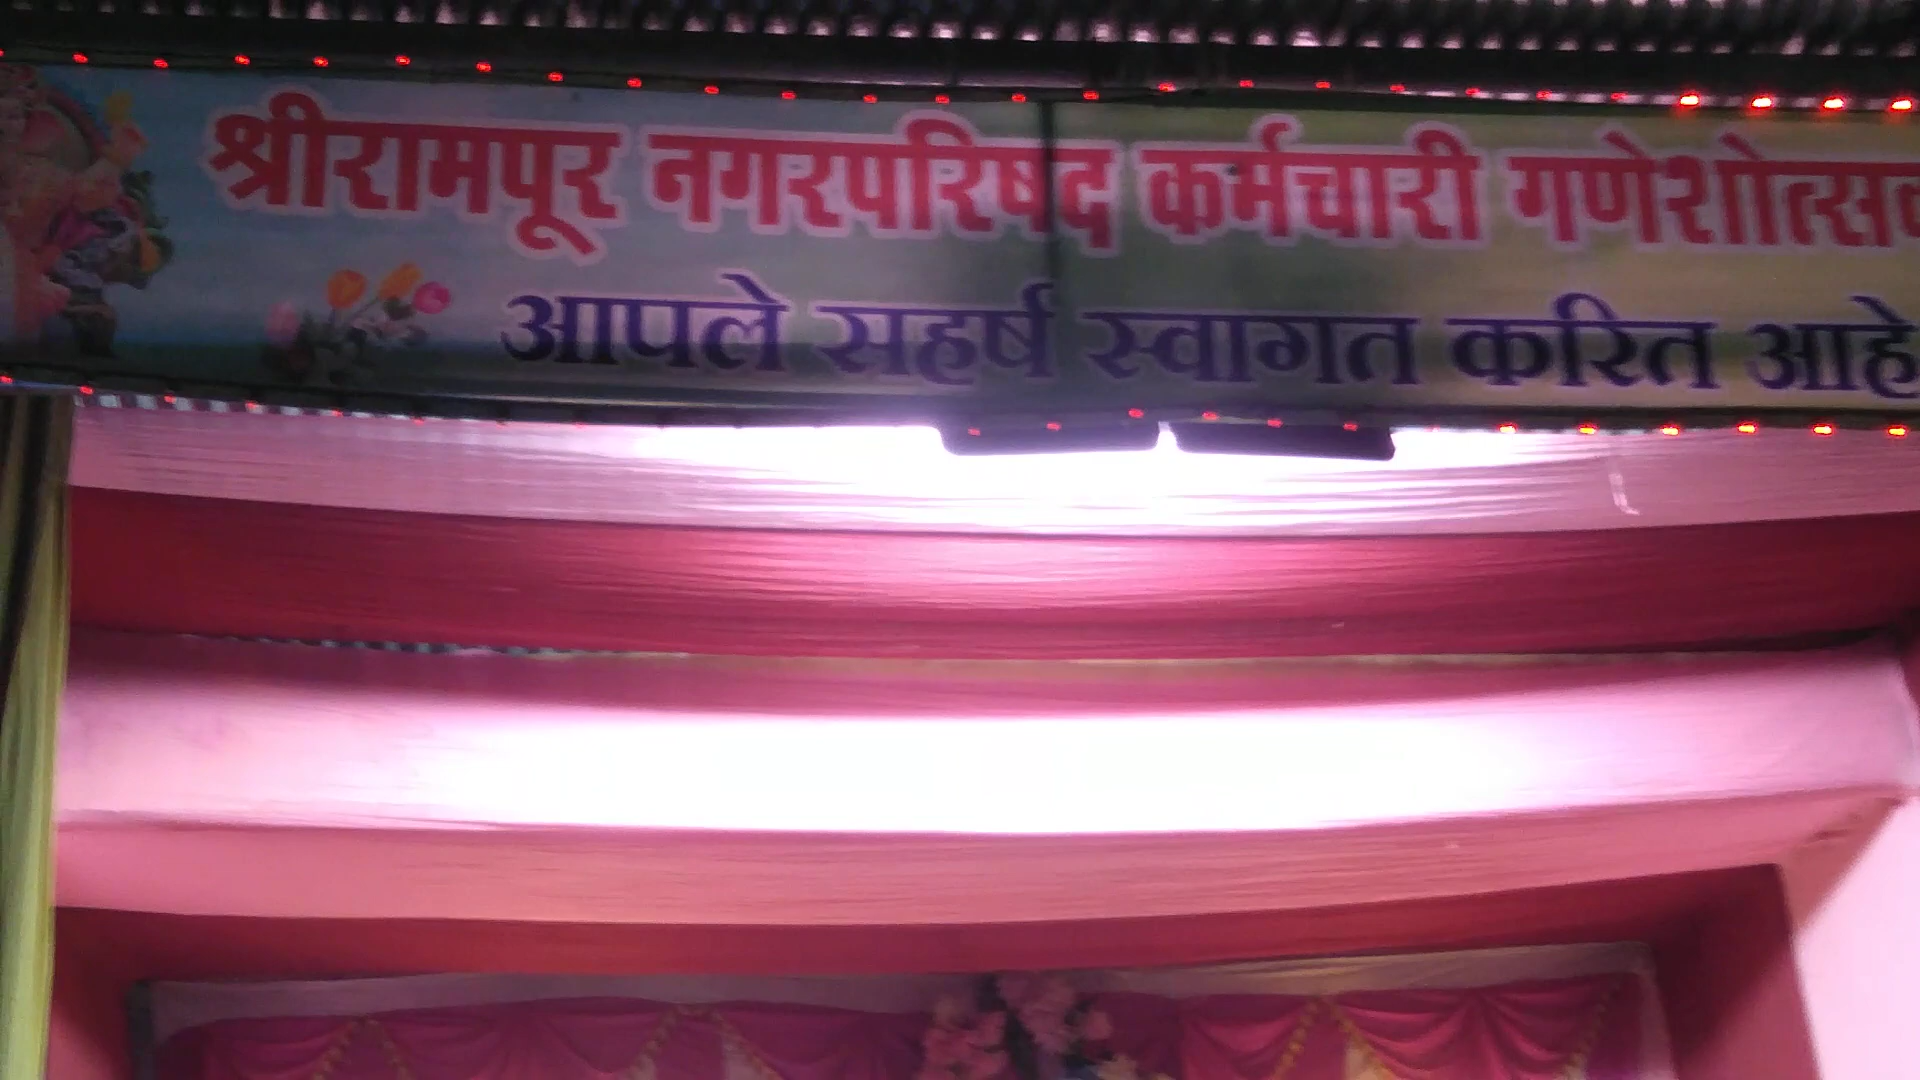 श्रीरामपूर नगरपरिषद कर्मचारी गणेशोत्सव
आपले सहर्ष स्वागत करित आहे